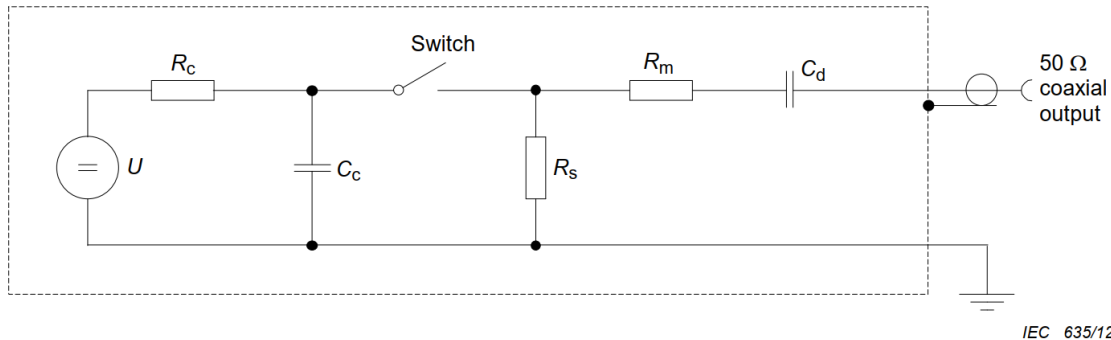 Switch
50 Ω
coaxial
output
Rc
Rm
Cd
U
Cc
Rs
IEC 635/12